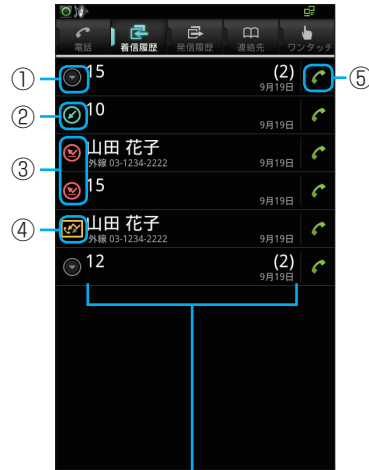 電話 着信履歴 発信履歴 連絡先 ワンタッチ
① 15 (2) ⑤
9月19日
② 10
9月19日
③ 山田 花子
外線 03-1234-2222 9月19日
15
9月19日
④ 山田 花子
外線 03-1234-2222 9月19日
12 (2)
9月19日